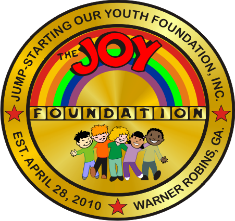 JUMP-STARTING OUR YOUTH FOUNDATION, INC.
THE
JOY
FOUNDATION
EST. APRIL 28, 2010
WARNER ROBINS, GA.